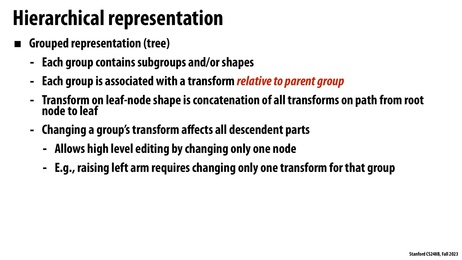 Hierarchical representation
■ Grouped representation (tree)
- Each group contains subgroups and/or shapes
- Each group is associated with a transform relative to parent group
- Transform on leaf-node shape is concatenation of all transforms on path from root
node to leaf
- Changing a group's transform affects all descendent parts
- Allows high level editing by changing only one node
- E.g., raising left arm requires changing only one transform for that group
Stanford CS248B, Fall 2023